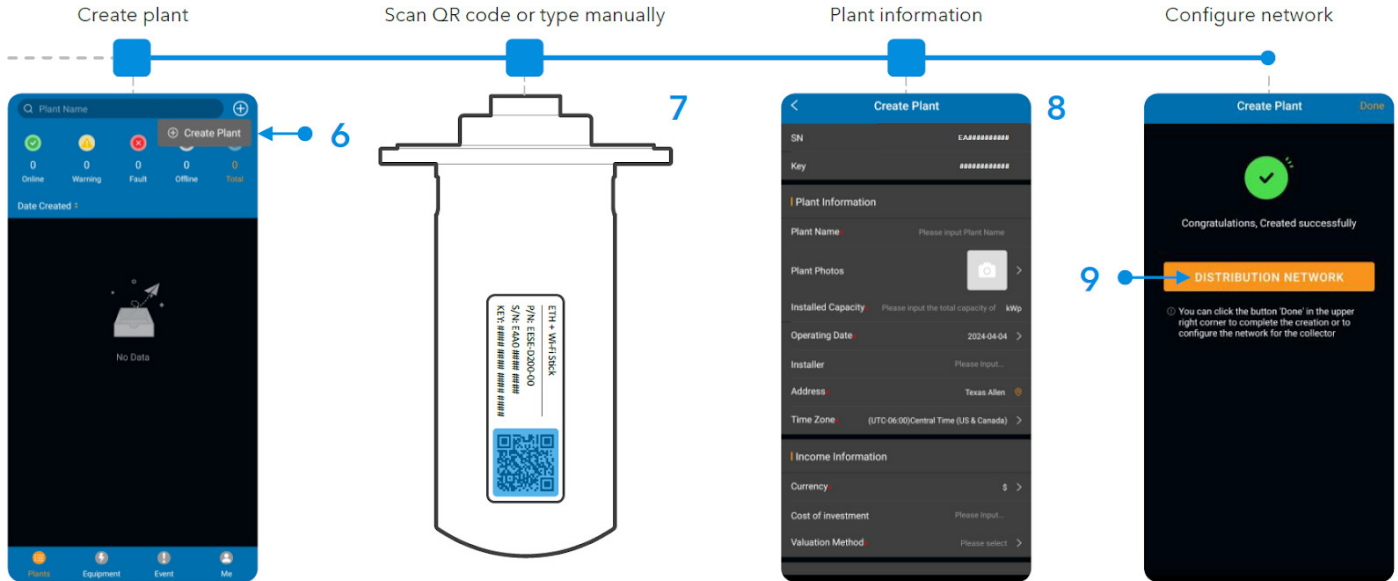 Create plant
Scan QR code or type manually
Plant information
Configure network
Plant Name
Create Plant
6
0
0
0
0
0
Online
Warning
Fault
Offline
Total
Date Created
No Data
Plants
Equipment
Event
Me
7
ETH + Wi-Fi Stick
P/N: EESE-D200-00
S/N: E4A0 #### ####
KEY: #### #### #### ####
8
Create Plant
SN EA##########
Key ############
Plant Information
Plant Name* Please input Plant Name
Plant Photos
Installed Capacity* Please input the total capacity of kWp
Operating Date* 2024-04-04
Installer Please Input...
Address* Texas Allen
Time Zone* (UTC-06:00)Central Time (US & Canada)
Income Information
Currency* $
Cost of investment Please Input...
Valuation Method* Please select
Create Plant Done
Congratulations, Created successfully
9
DISTRIBUTION NETWORK
You can click the button 'Done' in the upper
right corner to complete the creation or to
configure the network for the collector